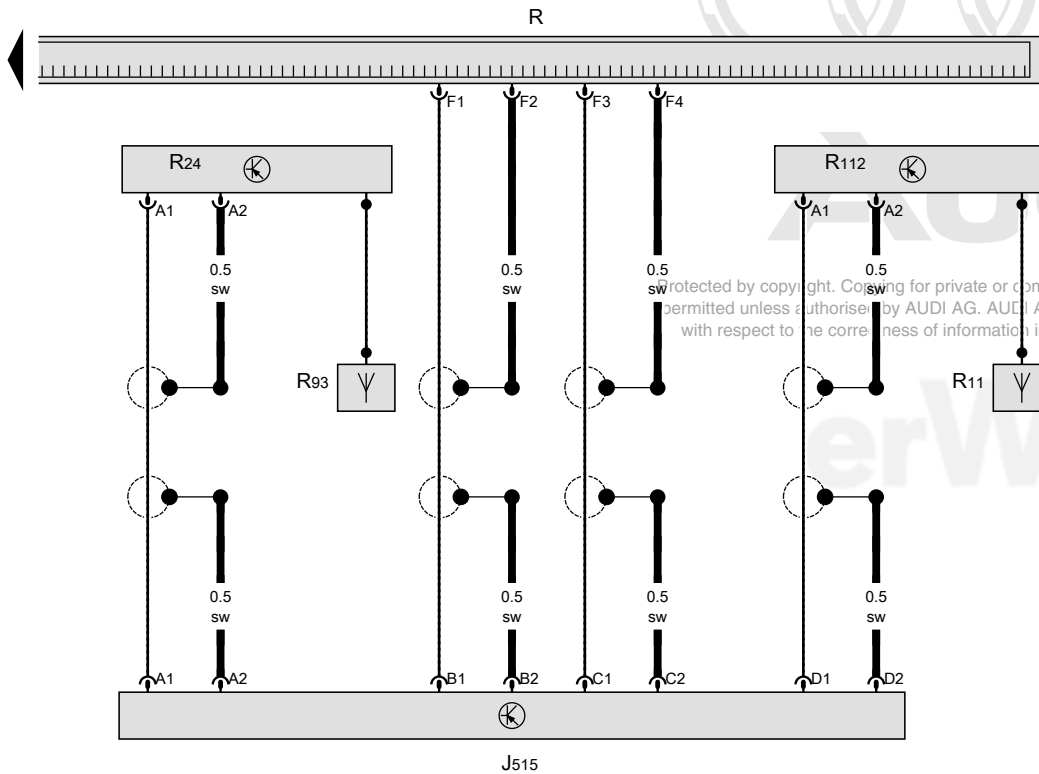 R
F1 F2 F3 F4
R24 R112
A1 A2 A1 A2
0.5 0.5 0.5 0.5
sw sw sw sw
Protected by copyright. Copying for private or com
permitted unless authorised by AUDI AG. AUDI A
with respect to the correctness of information i
R93 R11
erW
0.5 0.5 0.5 0.5
sw sw sw sw
A1 A2 B1 B2 C1 C2 D1 D2
J515